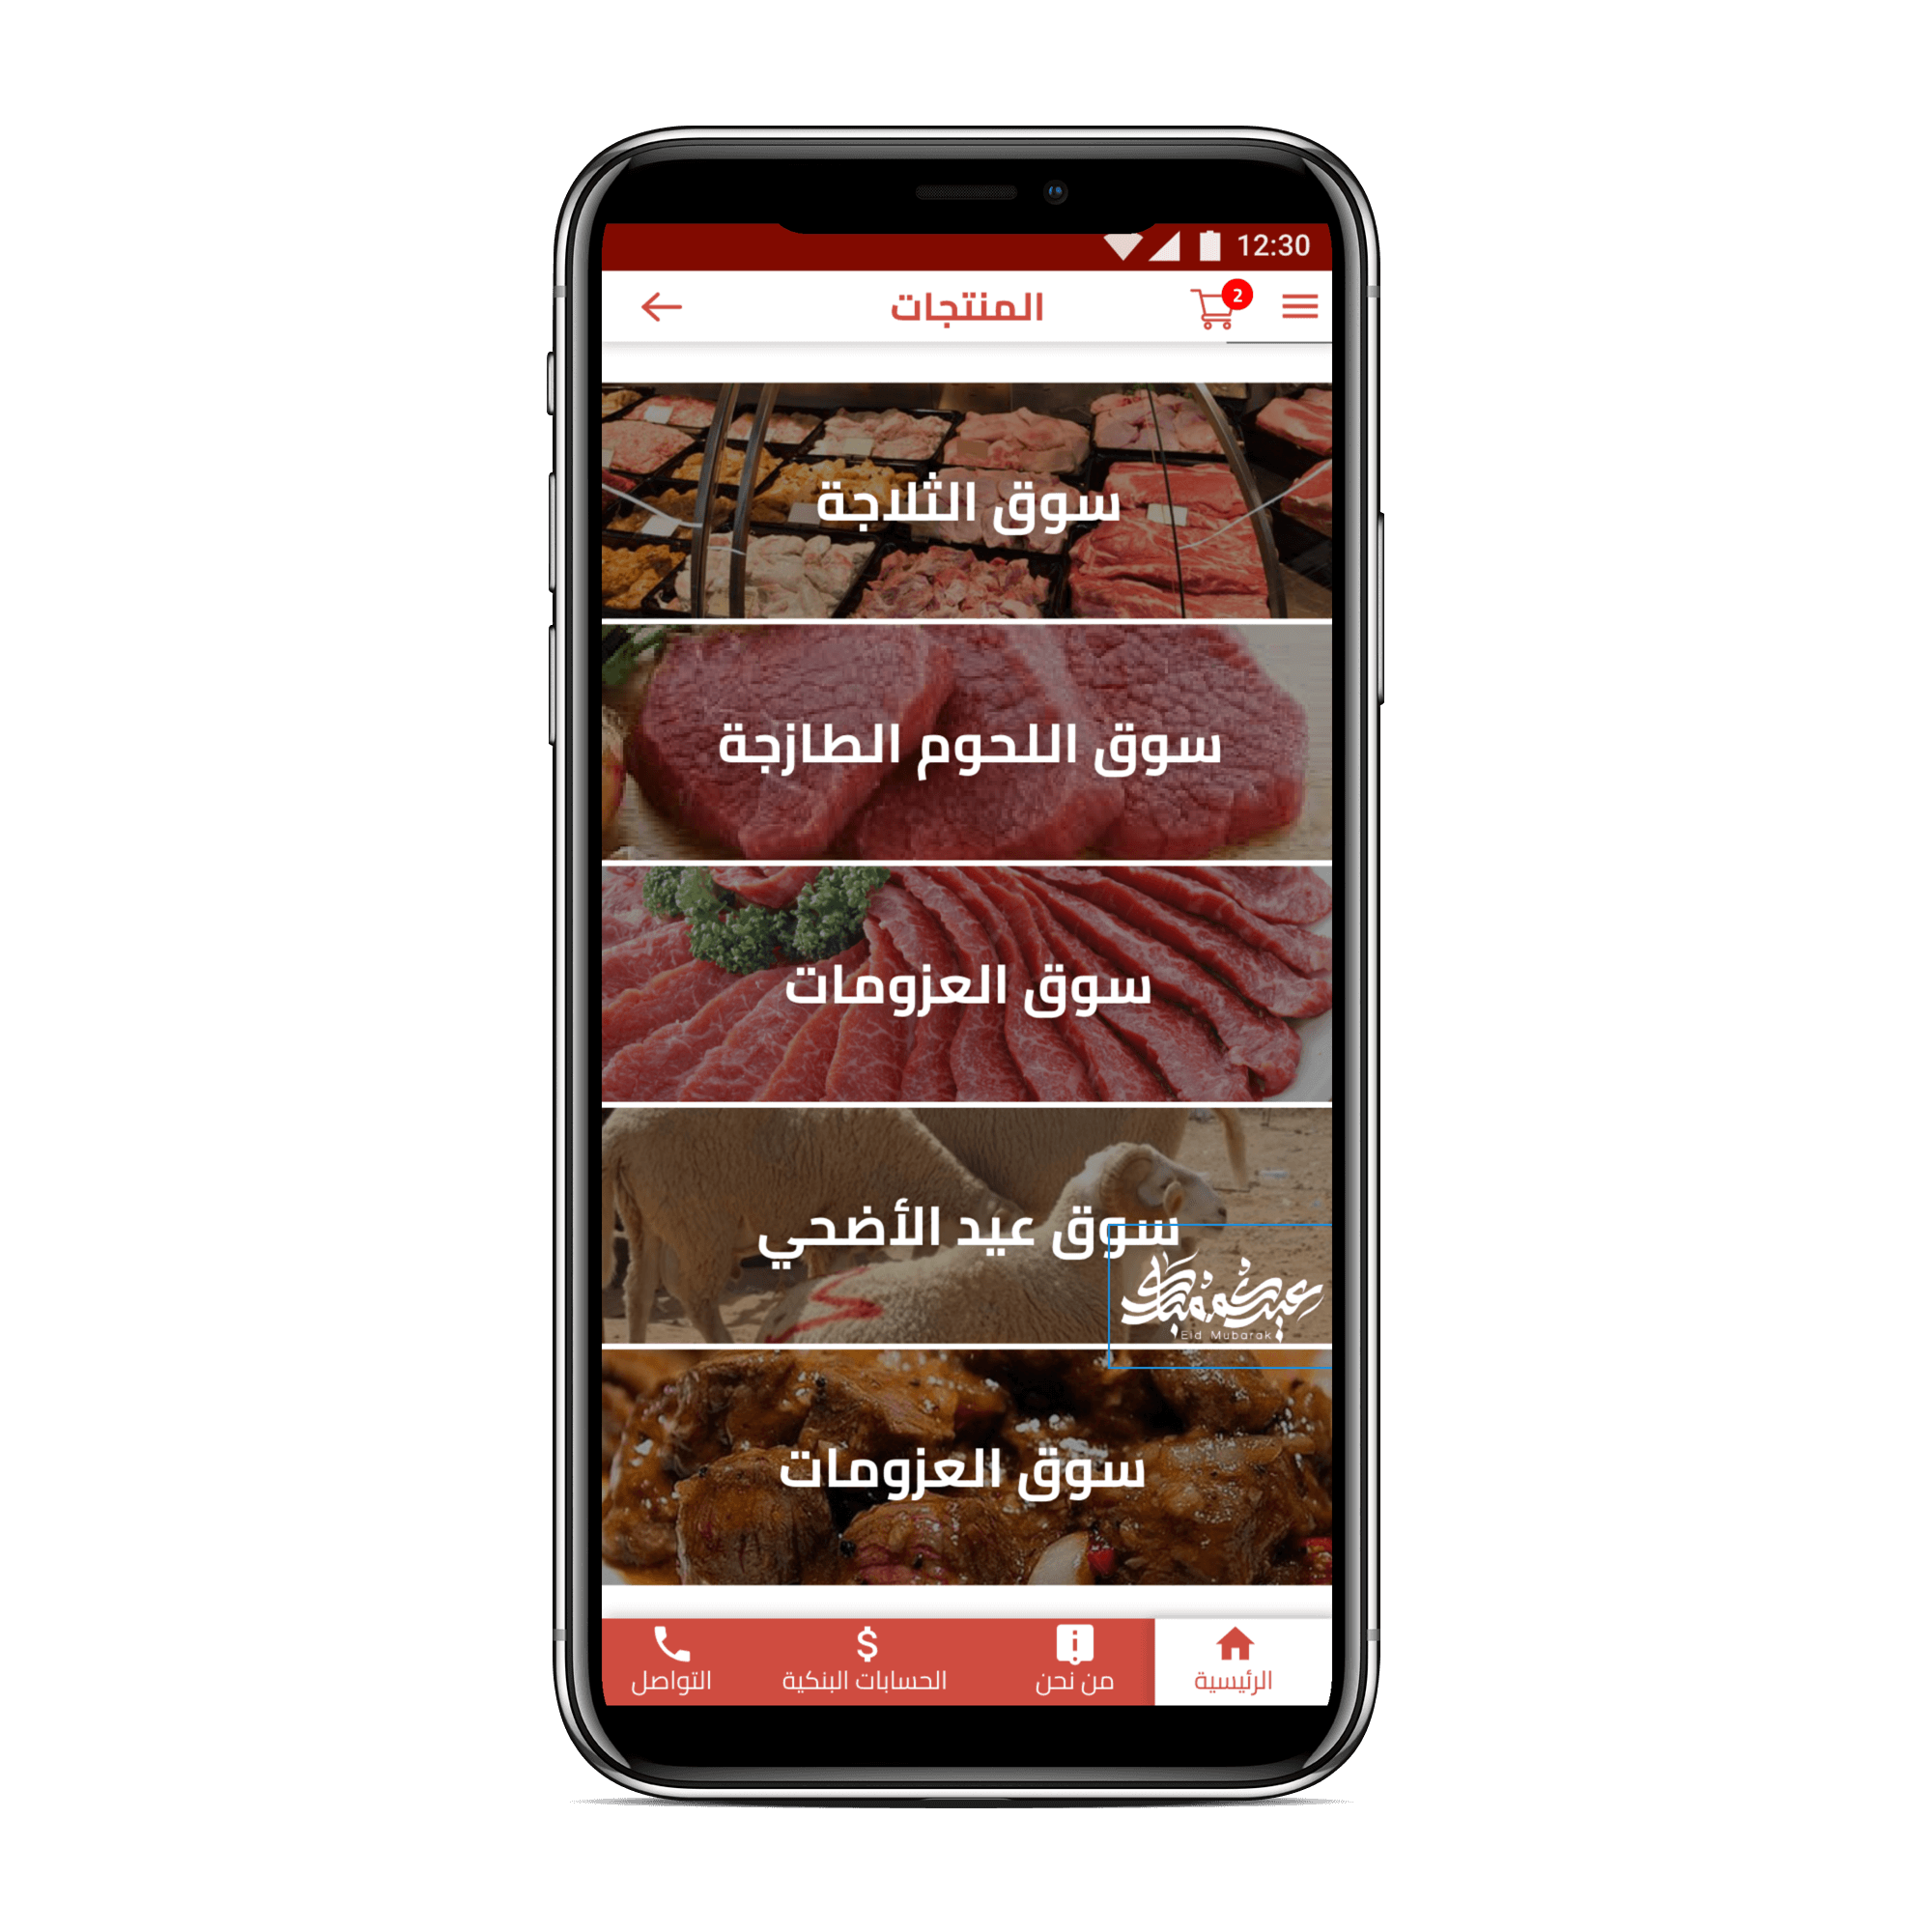 12:30
2
المنتجات
سوق الثلاجة
سوق اللحوم الطازجة
سوق العزومات
سوق عيد الأضحي
عيدكم مبارك
Eid Mubarak
سوق العزومات
الرئيسية
من نحن
الحسابات البنكية
التواصل